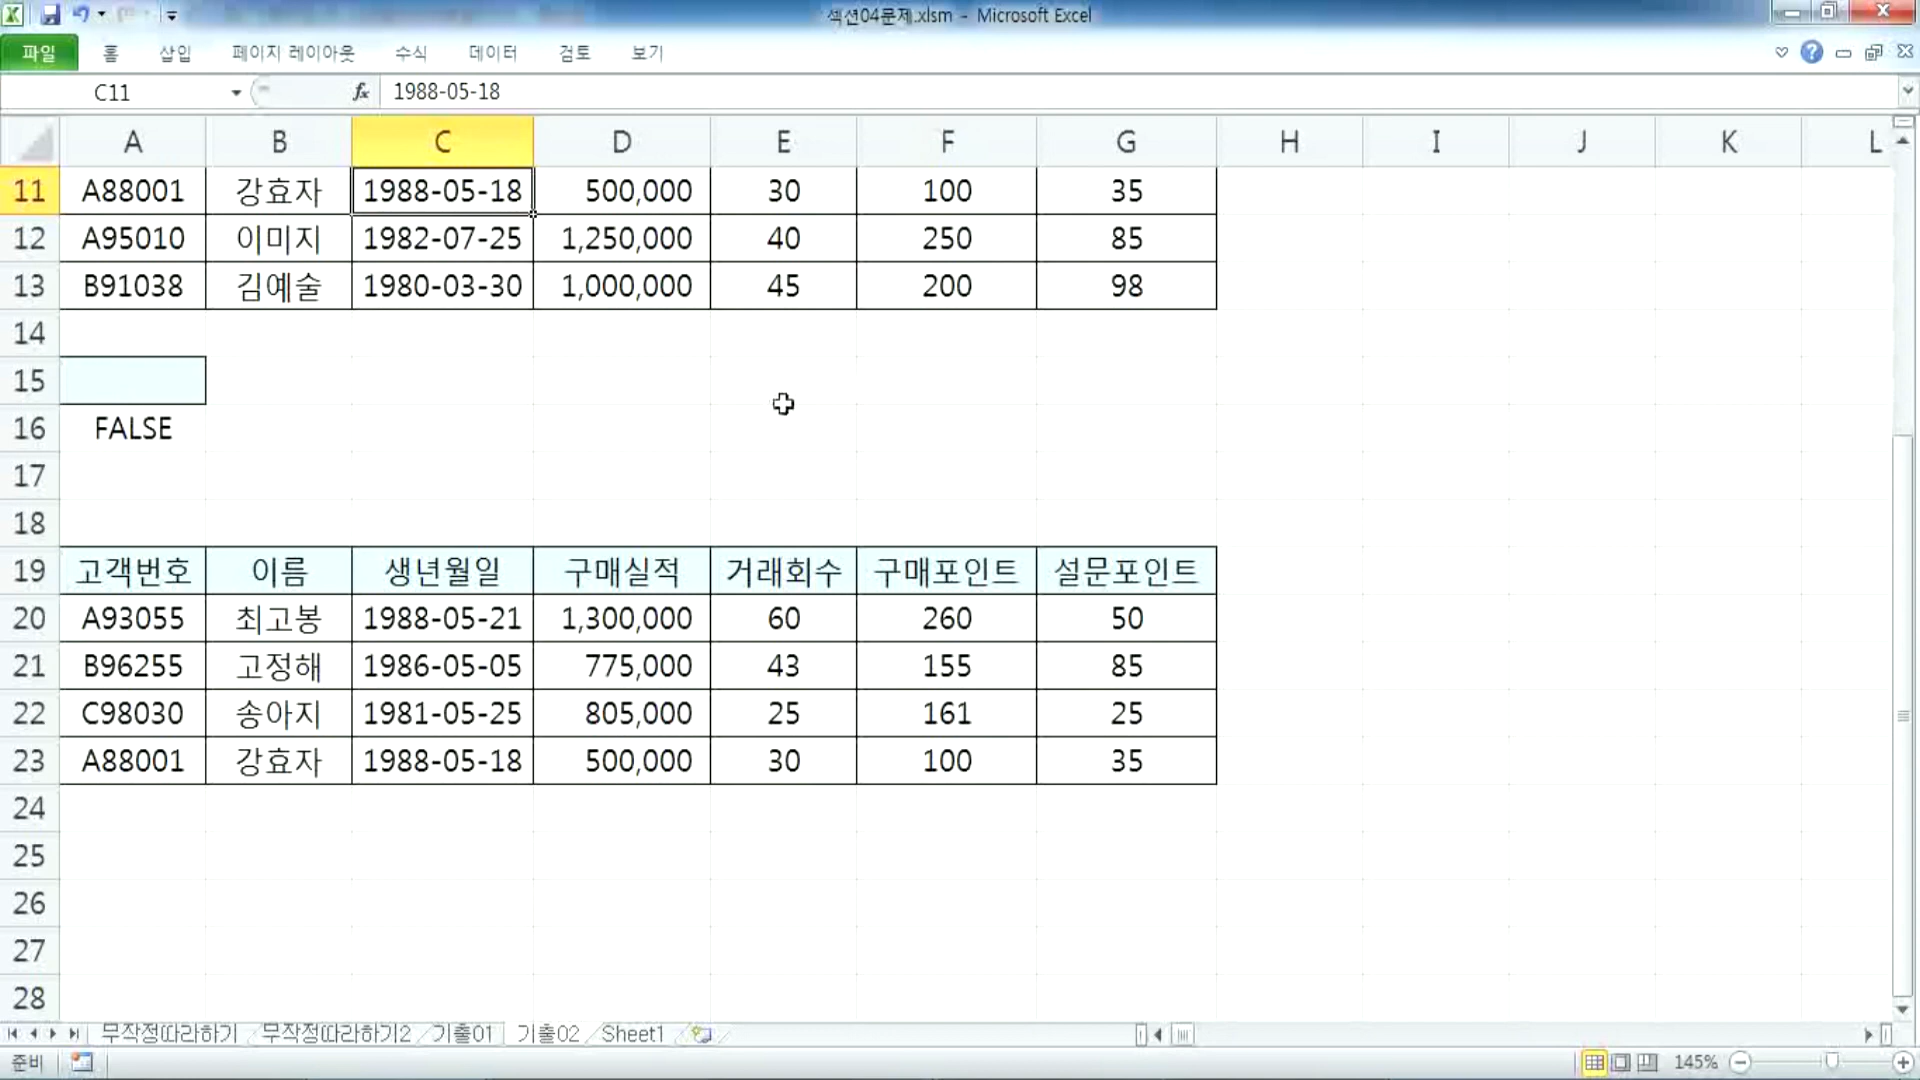 섹션04문제.xlsm - Microsoft Excel
파일 홈 삽입 페이지 레이아웃 수식 데이터 검토 보기
C11 fx 1988-05-18
A B C D E F G H I J K L
11 A88001 강효자 1988-05-18 500,000 30 100 35
12 A95010 이미지 1982-07-25 1,250,000 40 250 85
13 B91038 김예술 1980-03-30 1,000,000 45 200 98
14
15
16 FALSE
17
18
19 고객번호 이름 생년월일 구매실적 거래회수 구매포인트 설문포인트
20 A93055 최고봉 1988-05-21 1,300,000 60 260 50
21 B96255 고정해 1986-05-05 775,000 43 155 85
22 C98030 송아지 1981-05-25 805,000 25 161 25
23 A88001 강효자 1988-05-18 500,000 30 100 35
24
25
26
27
28
무작정따라하기 무작정따라하기2 기출01 기출02 Sheet1
준비 145%